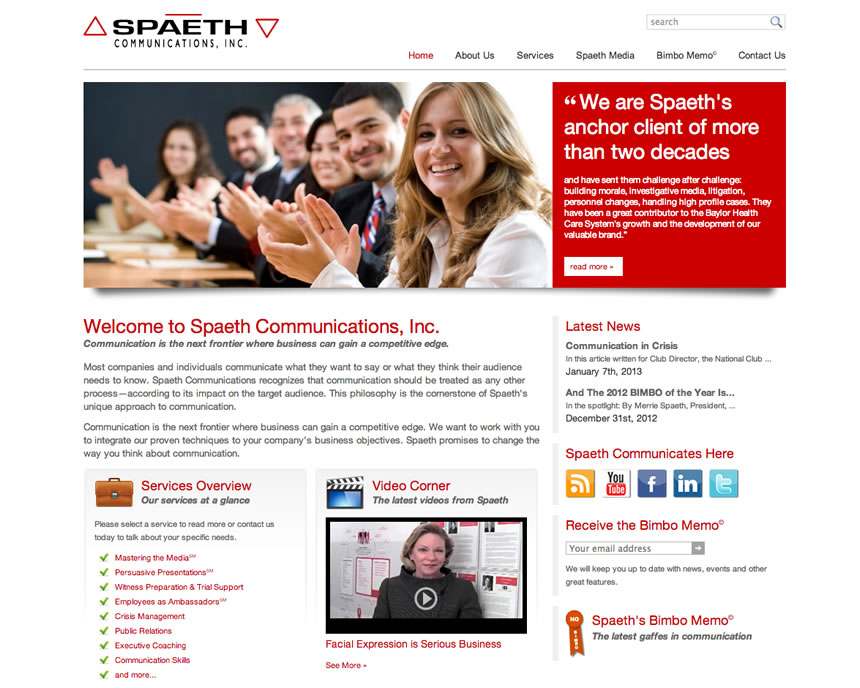 SPAETH
COMMUNICATIONS, INC.
search
Home About Us Services Spaeth Media Bimbo Memo© Contact Us
“We are Spaeth's
anchor client of more
than two decades
and have sent them challenge after challenge:
building morale, investigative media, litigation,
personnel changes, handling high profile cases. They
have been a great contributor to the Baylor Health
Care System's growth and the development of our
valuable brand."
read more »
Welcome to Spaeth Communications, Inc.
Communication is the next frontier where business can gain a competitive edge.
Most companies and individuals communicate what they want to say or what they think their audience
needs to know. Spaeth Communications recognizes that communication should be treated as any other
process—according to its impact on the target audience. This philosophy is the cornerstone of Spaeth's
unique approach to communication.
Communication is the next frontier where business can gain a competitive edge. We want to work with you
to integrate our proven techniques to your company's business objectives. Spaeth promises to change the
way you think about communication.
Services Overview
Our services at a glance
Please select a service to read more or contact us
today to talk about your specific needs.
Mastering the Media℠
Persuasive Presentations℠
Witness Preparation & Trial Support
Employees as Ambassadors℠
Crisis Management
Public Relations
Executive Coaching
Communication Skills
and more...
Video Corner
The latest videos from Spaeth
Facial Expression is Serious Business
See More »
Latest News
Communication in Crisis
In this article written for Club Director, the National Club ...
January 7th, 2013
And The 2012 BIMBO of the Year Is...
In the spotlight: By Merrie Spaeth, President, ...
December 31st, 2012
Spaeth Communicates Here
You
Tube
f
in
t
Receive the Bimbo Memo©
Your email address
We will keep you up to date with news, events and other
great features.
NO
BIMBO
Spaeth's Bimbo Memo©
The latest gaffes in communication